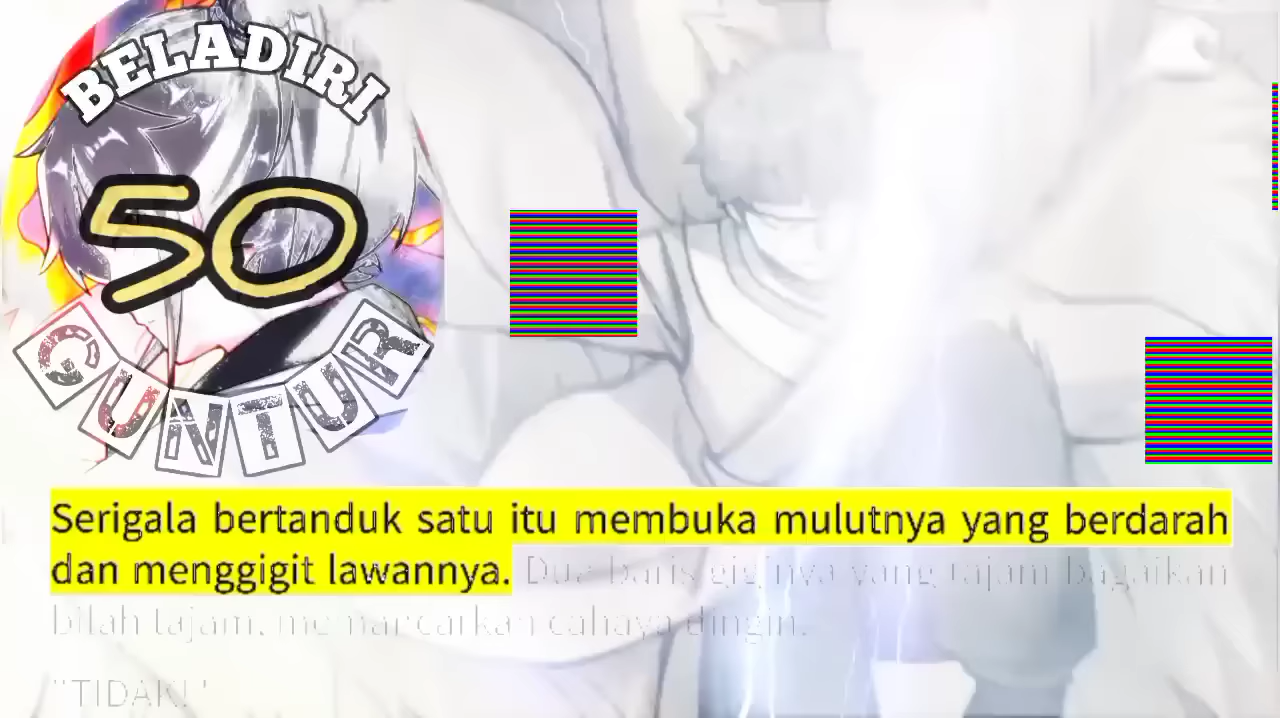 BELADIRI
50
GUNTUR
Serigala bertanduk satu itu membuka mulutnya yang berdarah
dan menggigit lawannya. Dua baris giginya yang tajam bagaikan
bilah tajam, memancarkan cahaya dingin.
"TIDAK!"